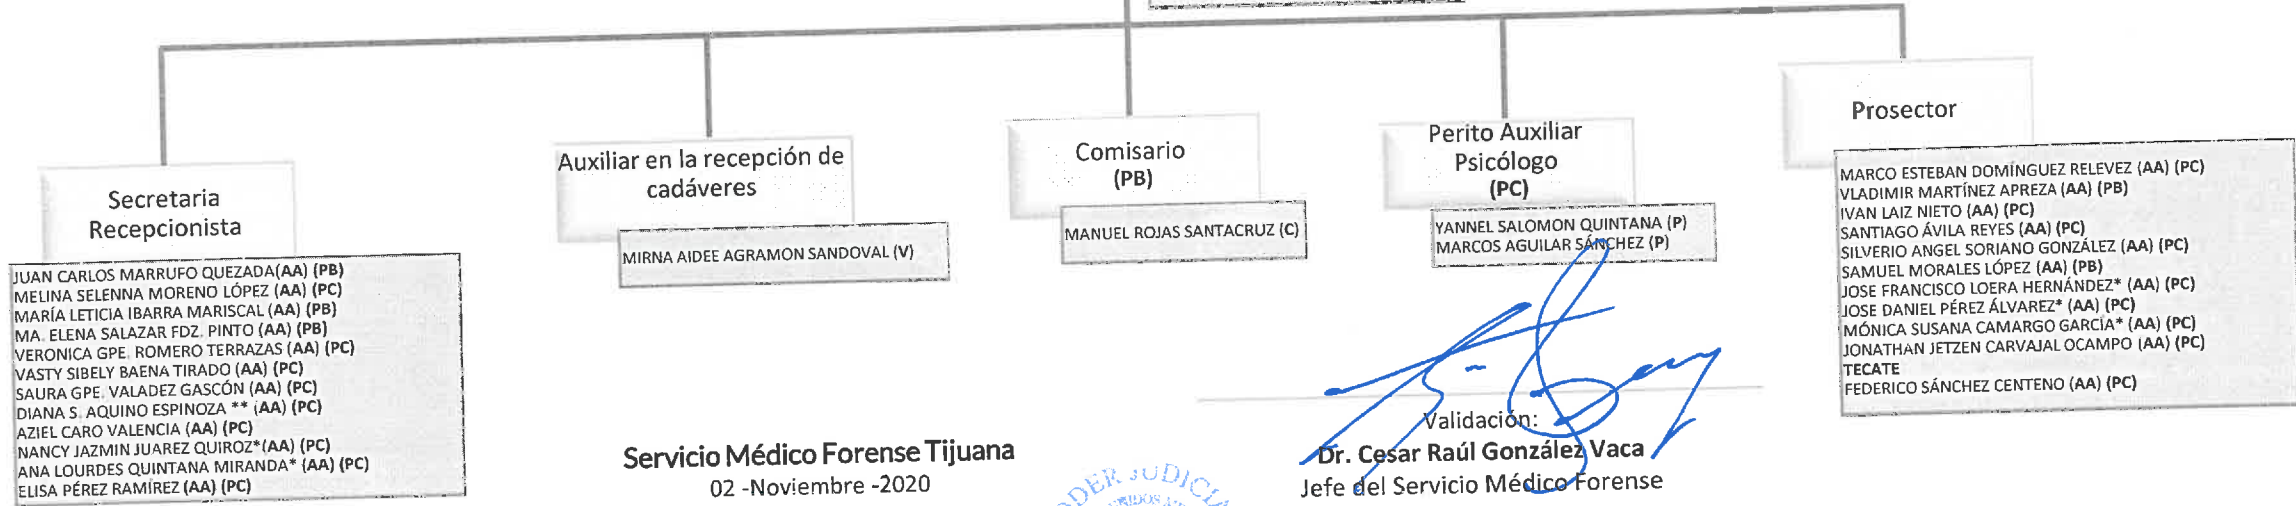 Secretaria
Recepcionista
JUAN CARLOS MARRUFO QUEZADA(AA) (PB)
MELINA SELENNA MORENO LÓPEZ (AA) (PC)
MARÍA LETICIA IBARRA MARISCAL (AA) (PB)
MA. ELENA SALAZAR FDZ. PINTO (AA) (PB)
VERONICA GPE. ROMERO TERRAZAS (AA) (PC)
VASTY SIBELY BAENA TIRADO (AA) (PC)
SAURA GPE. VALADEZ GASCÓN (AA) (PC)
DIANA S. AQUINO ESPINOZA ** (AA) (PC)
AZIEL CARO VALENCIA (AA) (PC)
NANCY JAZMIN JUAREZ QUIROZ*(AA) (PC)
ANA LOURDES QUINTANA MIRANDA* (AA) (PC)
ELISA PÉREZ RAMÍREZ (AA) (PC)
Auxiliar en la recepción de
cadáveres
MIRNA AIDEE AGRAMON SANDOVAL (V)
Comisario
(PB)
MANUEL ROJAS SANTACRUZ (C)
Perito Auxiliar
Psicólogo
(PC)
YANNEL SALOMON QUINTANA (P)
MARCOS AGUILAR SÁNCHEZ (P)
Prosector
MARCO ESTEBAN DOMÍNGUEZ RELEVEZ (AA) (PC)
VLADIMIR MARTÍNEZ APREZA (AA) (PB)
IVAN LAIZ NIETO (AA) (PC)
SANTIAGO ÁVILA REYES (AA) (PC)
SILVERIO ANGEL SORIANO GONZÁLEZ (AA) (PC)
SAMUEL MORALES LÓPEZ (AA) (PB)
JOSE FRANCISCO LOERA HERNÁNDEZ* (AA) (PC)
JOSE DANIEL PÉREZ ÁLVAREZ* (AA) (PC)
MÓNICA SUSANA CAMARGO GARCÍA* (AA) (PC)
JONATHAN JETZEN CARVAJAL OCAMPO (AA) (PC)
TECATE
FEDERICO SÁNCHEZ CENTENO (AA) (PC)
Servicio Médico Forense Tijuana
02 -Noviembre -2020
Validación:
Dr. Cesar Raúl González Vaca
Jefe del Servicio Médico Forense